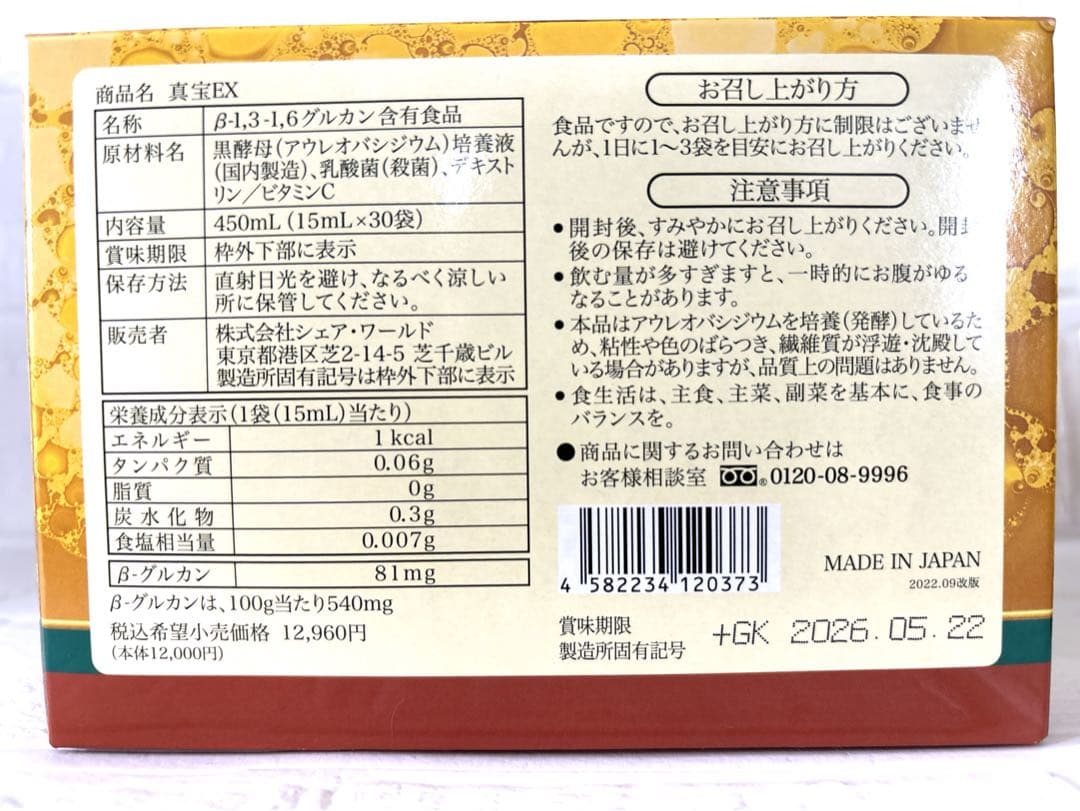 商品名 真宝EX
名称 β-1,3-1,6グルカン含有食品
原材料名 黒酵母(アウレオバシジウム)培養液
(国内製造)、乳酸菌(殺菌)、デキスト
リン/ビタミンC
内容量 450mL (15mL×30袋)
賞味期限 枠外下部に表示
保存方法 直射日光を避け、なるべく涼しい
所に保管してください。
販売者 株式会社シェア・ワールド
東京都港区芝2-14-5 芝千歳ビル
製造所固有記号は枠外下部に表示
栄養成分表示(1袋(15mL)当たり)
エネルギー 1kcal
タンパク質 0.06g
脂質 0g
炭水化物 0.3g
食塩相当量 0.007g
β-グルカン 81mg
β-グルカンは、100g当たり540mg
税込希望小売価格 12,960円
(本体12,000円)
お召し上がり方
食品ですので、お召し上がり方に制限はございませ
んが、1日に1〜3袋を目安にお召し上がりください。
注意事項
●開封後、すみやかにお召し上がりください。開封
後の保存は避けてください。
●飲む量が多すぎますと、一時的にお腹がゆる
なることがあります。
●本品はアウレオバシジウムを培養(発酵)しているた
め、粘性や色のばらつき、繊維質が浮遊・沈殿して
いる場合がありますが、品質上の問題はありません。
●食生活は、主食、主菜、副菜を基本に、食事の
バランスを。
●商品に関するお問い合わせは
お客様相談室 ® 0120-08-9996
4 582234 120373
MADE IN JAPAN
2022.09改版
賞味期限
製造所固有記号
+GK 2026.05.22